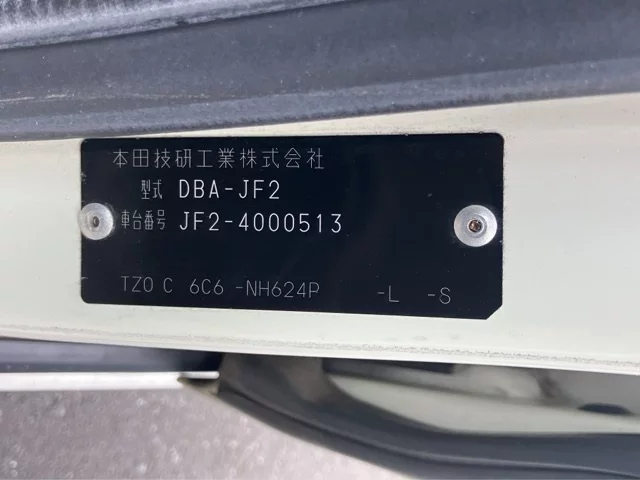 本田技研工業株式会社
型式 DBA-JF2
車台番号 JF2-4000513
TZO C 6C6 -NH624P -L -S